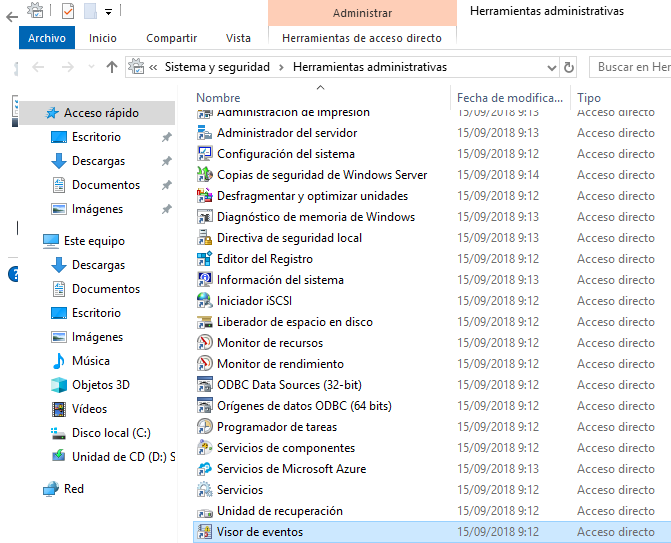 Administrar
Herramientas administrativas
Archivo Inicio Compartir Vista Herramientas de acceso directo
« Sistema y seguridad > Herramientas administrativas Buscar en Her
Nombre Fecha de modifica... Tipo
Acceso rápido
Escritorio
Descargas
Documentos
Imágenes
Este equipo
Descargas
Documentos
Escritorio
Imágenes
Música
Objetos 3D
Vídeos
Disco local (C:)
Unidad de CD (D:) S
Red
Administración de impresión 15/09/2018 9:13 Acceso directo
Administrador del servidor 15/09/2018 9:13 Acceso directo
Configuración del sistema 15/09/2018 9:12 Acceso directo
Copias de seguridad de Windows Server 15/09/2018 9:14 Acceso directo
Desfragmentar y optimizar unidades 15/09/2018 9:12 Acceso directo
Diagnóstico de memoria de Windows 15/09/2018 9:13 Acceso directo
Directiva de seguridad local 15/09/2018 9:13 Acceso directo
Editor del Registro 15/09/2018 9:12 Acceso directo
Información del sistema 15/09/2018 9:13 Acceso directo
Iniciador iSCSI 15/09/2018 9:12 Acceso directo
Liberador de espacio en disco 15/09/2018 9:12 Acceso directo
Monitor de recursos 15/09/2018 9:12 Acceso directo
Monitor de rendimiento 15/09/2018 9:12 Acceso directo
ODBC Data Sources (32-bit) 15/09/2018 9:12 Acceso directo
Orígenes de datos ODBC (64 bits) 15/09/2018 9:12 Acceso directo
Programador de tareas 15/09/2018 9:12 Acceso directo
Servicios de componentes 15/09/2018 9:12 Acceso directo
Servicios de Microsoft Azure 15/09/2018 9:13 Acceso directo
Servicios 15/09/2018 9:12 Acceso directo
Unidad de recuperación 15/09/2018 9:12 Acceso directo
Visor de eventos 15/09/2018 9:12 Acceso directo